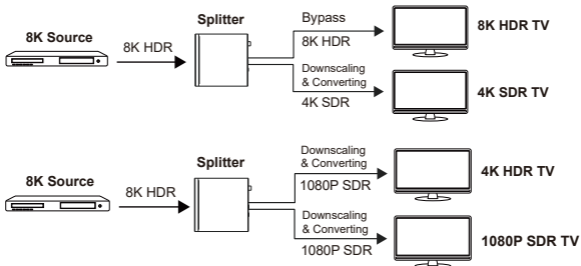 8K Source
8K HDR
Splitter
Bypass
8K HDR
8K HDR TV
Downscaling
& Converting
4K SDR
4K SDR TV
8K Source
8K HDR
Splitter
Downscaling
& Converting
1080P SDR
4K HDR TV
Downscaling
& Converting
1080P SDR
1080P SDR TV